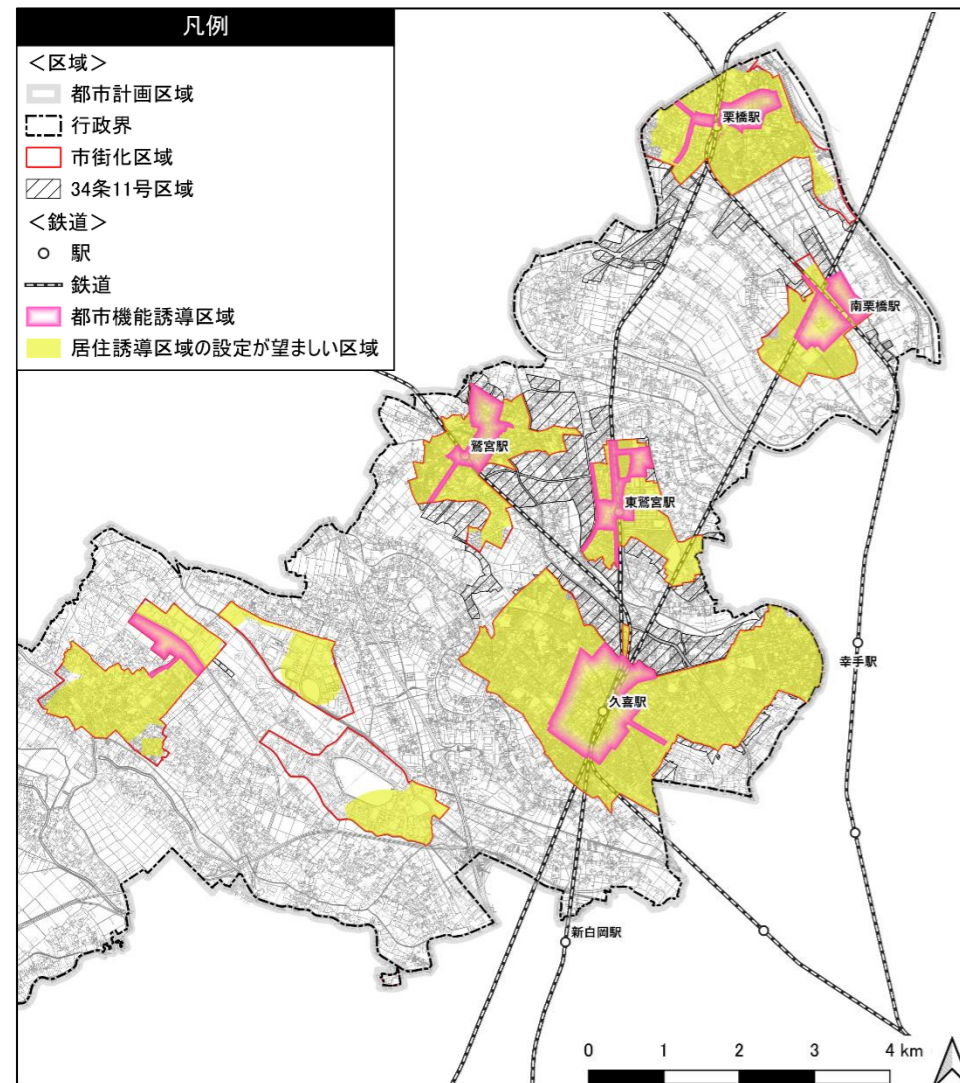 凡例
<区域>
都市計画区域
行政界
市街化区域
34条11号区域
<鉄道>
駅
鉄道
都市機能誘導区域
居住誘導区域の設定が望ましい区域
栗橋駅
南栗橋駅
鷲宮駅
東鷲宮駅
幸手駅
久喜駅
新白岡駅
0 1 2 3 4 km